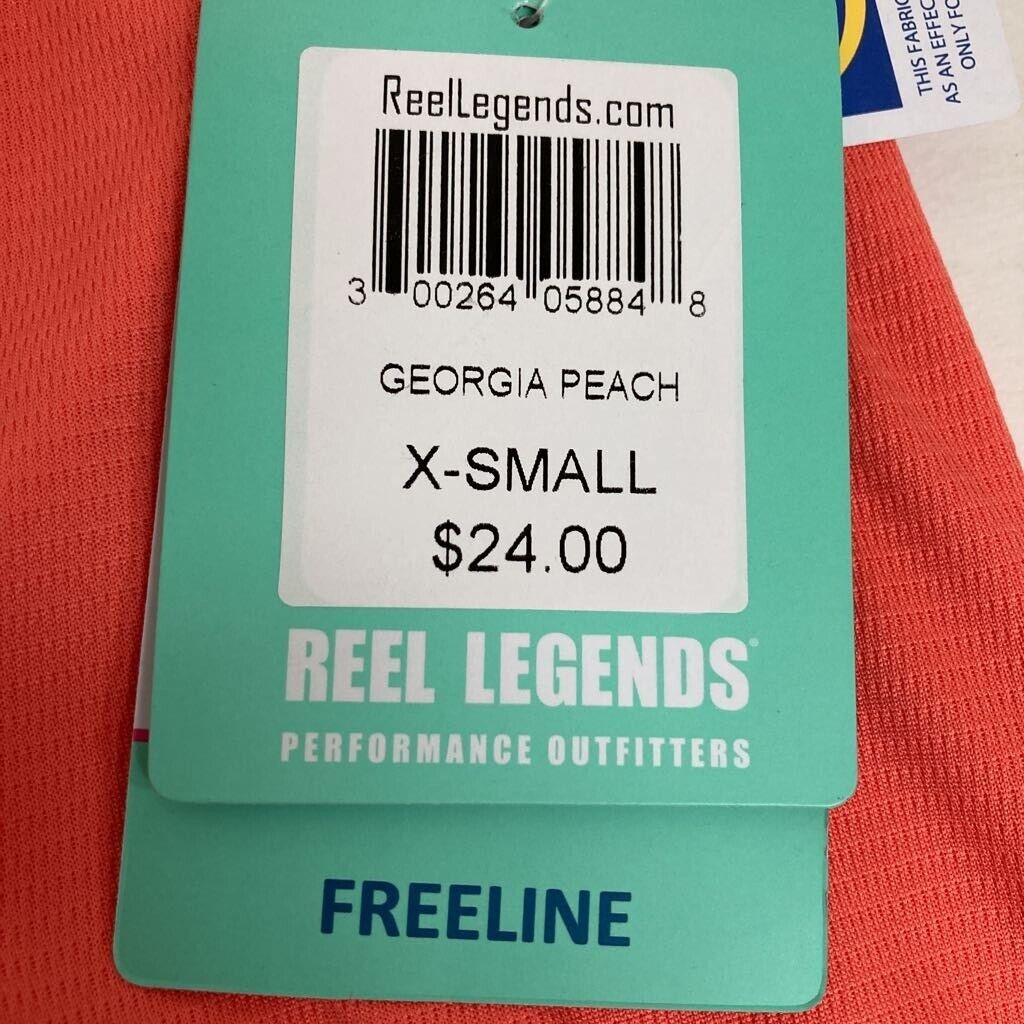 ReelLegends.com
3 00264 05884 8
GEORGIA PEACH
X-SMALL
$24.00
REEL LEGENDS®
PERFORMANCE OUTFITTERS
FREELINE
THIS FABRIC
AS AN EFFEC
ONLY FO